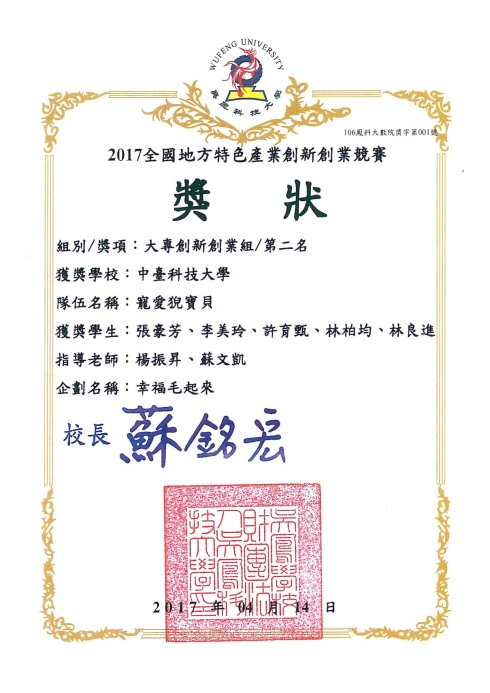 WUFENG UNIVERSITY
吳鳳科技大學
106鳳科大數院獎字第001號
2017全國地方特色產業創新創業競賽
獎 狀
組別/獎項：大專創新創業組/第二名
獲獎學校：中臺科技大學
隊伍名稱：寵愛猊寶貝
獲獎學生：張豪芳、李美玲、許育甄、林柏均、林良進
指導老師：楊振昇、蘇文凱
企劃名稱：幸福毛起來
校長 蘇銘宏
2017 年 04 月 14 日